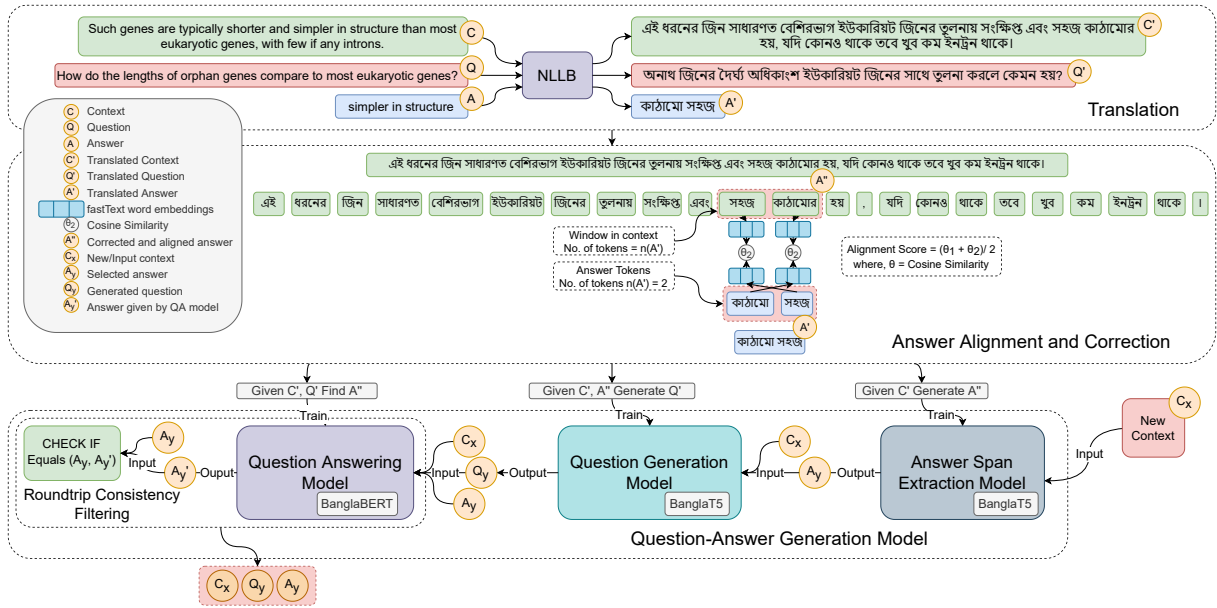 Such genes are typically shorter and simpler in structure than most
eukaryotic genes, with few if any introns.
C
How do the lengths of orphan genes compare to most eukaryotic genes?
Q
simpler in structure
A
NLLB
এই ধরনের জিন সাধারণত বেশিরভাগ ইউকারিয়ট জিনের তুলনায় সংক্ষিপ্ত এবং সহজ কাঠামোর
হয়, যদি কোনও থাকে তবে খুব কম ইনট্রন থাকে।
C'
অনাথ জিনের দৈর্ঘ্য অধিকাংশ ইউকারিয়ট জিনের সাথে তুলনা করলে কেমন হয়?
Q'
কাঠামো সহজ
A'
Translation
C Context
Q Question
A Answer
C' Translated Context
Q' Translated Question
A' Translated Answer
fastText word embeddings
θ2 Cosine Similarity
A" Corrected and aligned answer
Cx New/Input context
Ay Selected answer
Qy Generated question
Ay' Answer given by QA model
এই ধরনের জিন সাধারণত বেশিরভাগ ইউকারিয়ট জিনের তুলনায় সংক্ষিপ্ত এবং সহজ কাঠামোর হয়, যদি কোনও থাকে তবে খুব কম ইনট্রন থাকে।
A"
এই ধরনের জিন সাধারণত বেশিরভাগ ইউকারিয়ট জিনের তুলনায় সংক্ষিপ্ত এবং সহজ কাঠামোর হয় , যদি কোনও থাকে তবে খুব কম ইনট্রন থাকে ।
Window in context
No. of tokens = n(A')
θ2 θ2
Alignment Score = (θ1 + θ2)/ 2
where, θ = Cosine Similarity
Answer Tokens
No. of tokens n(A') = 2
কাঠামো সহজ
A'
কাঠামো সহজ
Answer Alignment and Correction
Given C', Q' Find A"
Given C', A" Generate Q'
Given C' Generate A"
Train
Train
Train
CHECK IF
Equals (Ay, Ay')
Ay
Input
Ay'
Ouput
Roundtrip Consistency
Filtering
Question Answering
Model
BanglaBERT
Cx
Input
Qy
Ay
Output
Question Generation
Model
BanglaT5
Cx
Input
Ay
Output
Answer Span
Extraction Model
BanglaT5
Input
New
Context
Cx
Question-Answer Generation Model
Cx Qy Ay